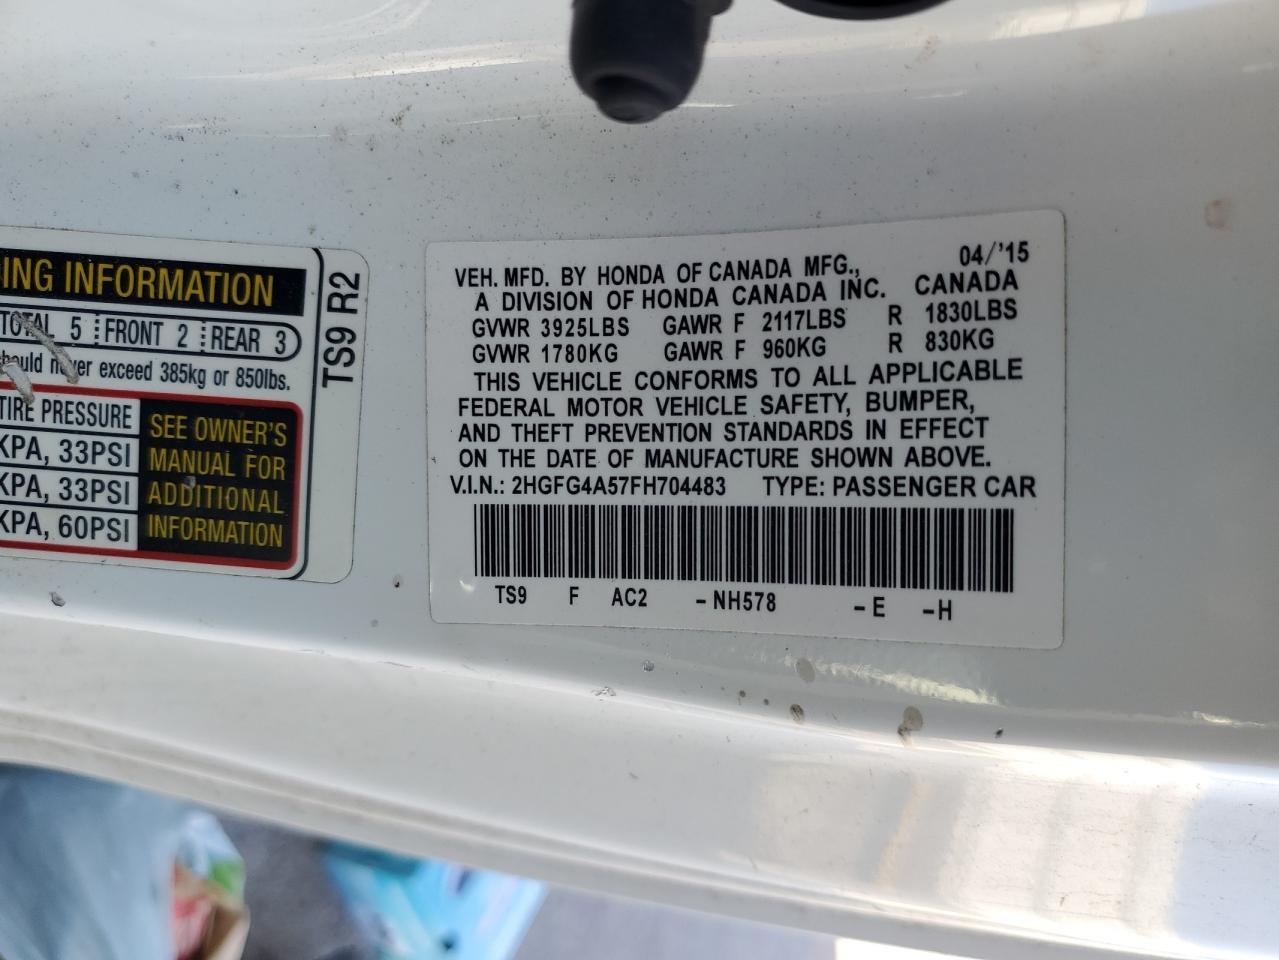 ING INFORMATION
TOTAL 5 FRONT 2 REAR 3
should never exceed 385kg or 850lbs.
TIRE PRESSURE
KPA, 33PSI
KPA, 33PSI
KPA, 60PSI
SEE OWNER'S
MANUAL FOR
ADDITIONAL
INFORMATION
TS9 R2
04/'15
VEH. MFD. BY HONDA OF CANADA MFG.,
A DIVISION OF HONDA CANADA INC. CANADA
GVWR 3925LBS GAWR F 2117LBS R 1830LBS
GVWR 1780KG GAWR F 960KG R 830KG
THIS VEHICLE CONFORMS TO ALL APPLICABLE
FEDERAL MOTOR VEHICLE SAFETY, BUMPER,
AND THEFT PREVENTION STANDARDS IN EFFECT
ON THE DATE OF MANUFACTURE SHOWN ABOVE.
V.I.N.: 2HGFG4A57FH704483 TYPE: PASSENGER CAR
TS9 F AC2 -NH578 -E -H